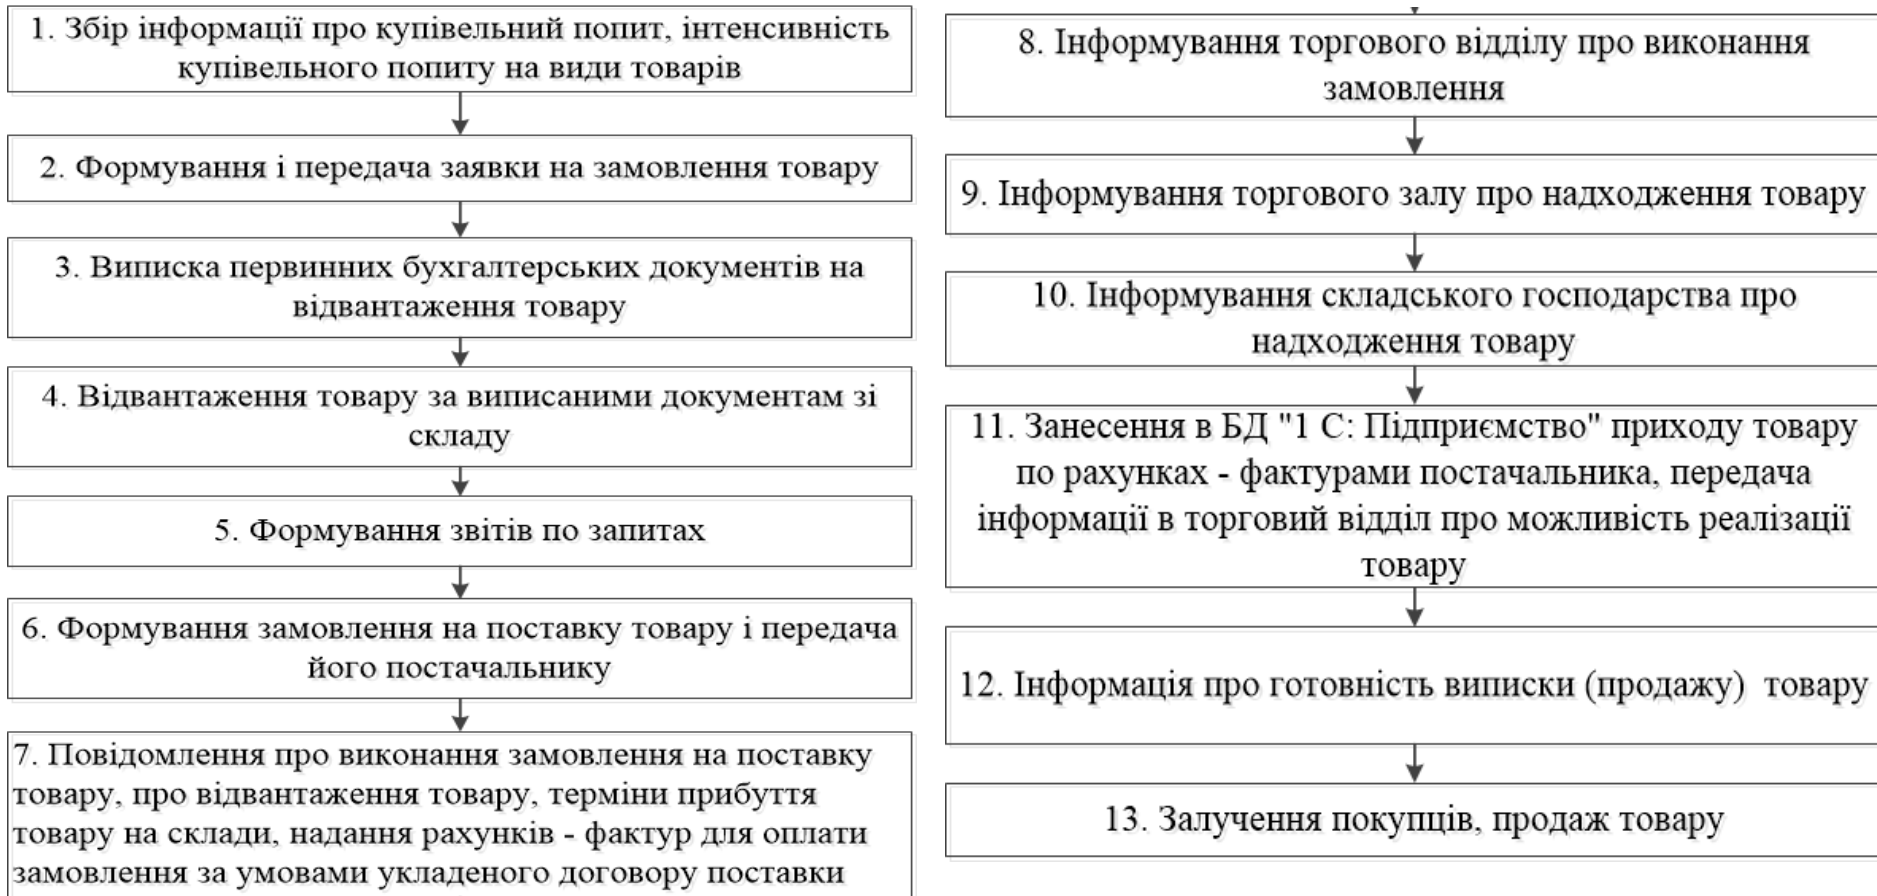 1. Збір інформації про купівельний попит, інтенсивність
купівельного попиту на види товарів
2. Формування і передача заявки на замовлення товару
3. Виписка первинних бухгалтерських документів на
відвантаження товару
4. Відвантаження товару за виписаними документам зі
складу
5. Формування звітів по запитах
6. Формування замовлення на поставку товару і передача
його постачальнику
7. Повідомлення про виконання замовлення на поставку
товару, про відвантаження товару, терміни прибуття
товару на склади, надання рахунків - фактур для оплати
замовлення за умовами укладеного договору поставки
8. Інформування торгового відділу про виконання
замовлення
9. Інформування торгового залу про надходження товару
10. Інформування складського господарства про
надходження товару
11. Занесення в БД "1 С: Підприємство" приходу товару
по рахунках - фактурами постачальника, передача
інформації в торговий відділ про можливість реалізації
товару
12. Інформація про готовність виписки (продажу) товару
13. Залучення покупців, продаж товару